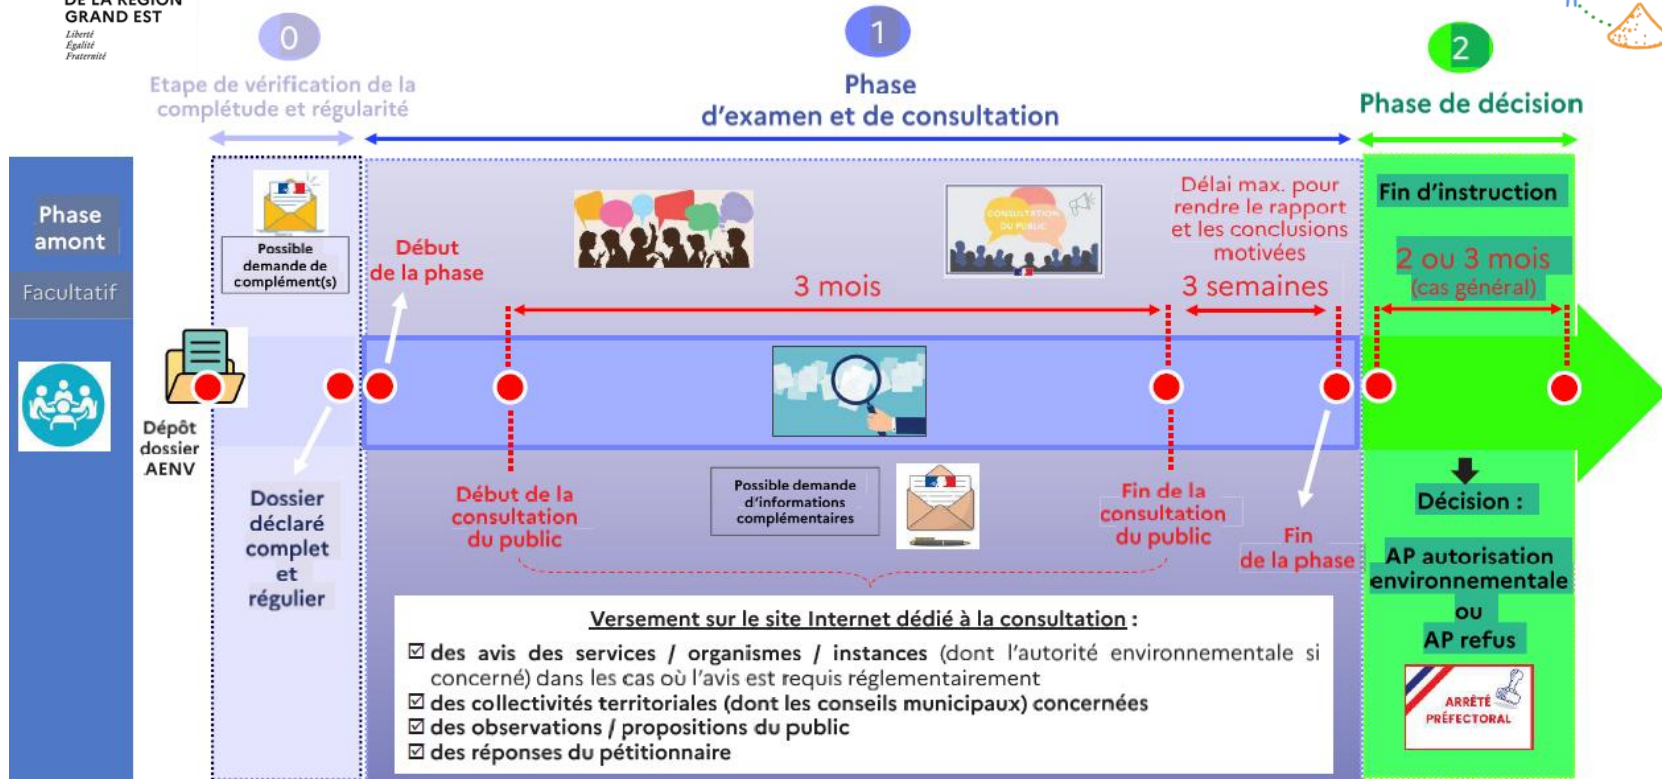 DE LA RÉGION
GRAND EST
Liberté
Égalité
Fraternité
0
Etape de vérification de la
complétude et régularité
1
Phase
d'examen et de consultation
2
Phase de décision
Phase
amont
Facultatif
Possible
demande de
complément(s)
Dépôt
dossier
AENV
Dossier
déclaré
complet
et
régulier
Début
de la phase
CONSULTATION
DU PUBLIC
3 mois
Délai max. pour
rendre le rapport
et les conclusions
motivées
3 semaines
Début de la
consultation
du public
Possible demande
d'informations
complémentaires
Fin de la
consultation
du public
Fin
de la phase
Versement sur le site Internet dédié à la consultation :
☑ des avis des services / organismes / instances (dont l'autorité environnementale si
concerné) dans les cas où l'avis est requis réglementairement
☑ des collectivités territoriales (dont les conseils municipaux) concernées
☑ des observations / propositions du public
☑ des réponses du pétitionnaire
Fin d'instruction
2 ou 3 mois
(cas général)
Décision :
AP autorisation
environnementale
ou
AP refus
ARRÊTÉ
PRÉFECTORAL